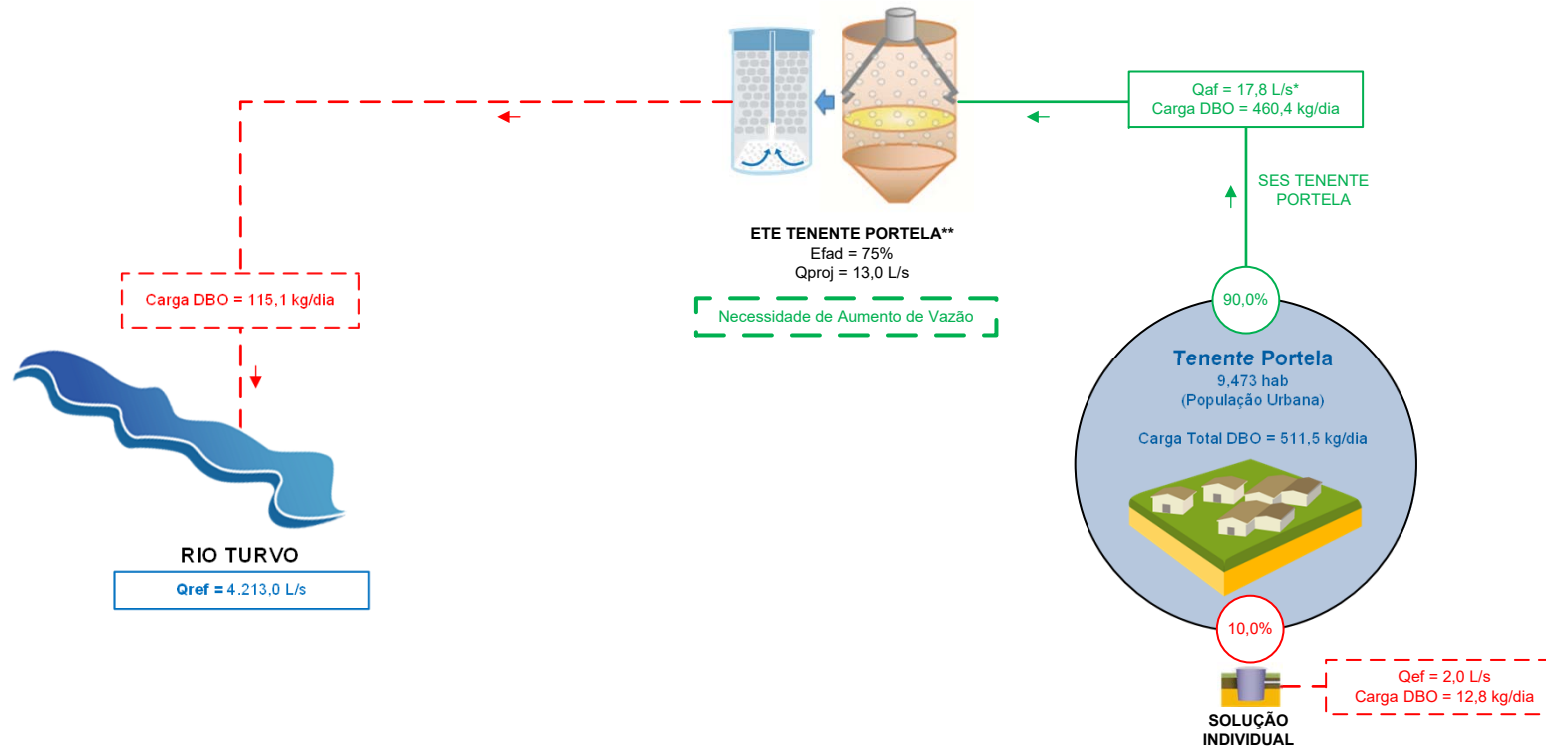 Qaf = 17,8 L/s*
Carga DBO = 460,4 kg/dia
SES TENENTE
PORTELA
ETE TENENTE PORTELA**
Efad = 75%
Qproj = 13,0 L/s
Necessidade de Aumento de Vazão
Carga DBO = 115,1 kg/dia
RIO TURVO
Qref = 4.213,0 L/s
90,0%
Tenente Portela
9,473 hab
(População Urbana)
Carga Total DBO = 511,5 kg/dia
10,0%
Qef = 2,0 L/s
Carga DBO = 12,8 kg/dia
SOLUÇÃO
INDIVIDUAL